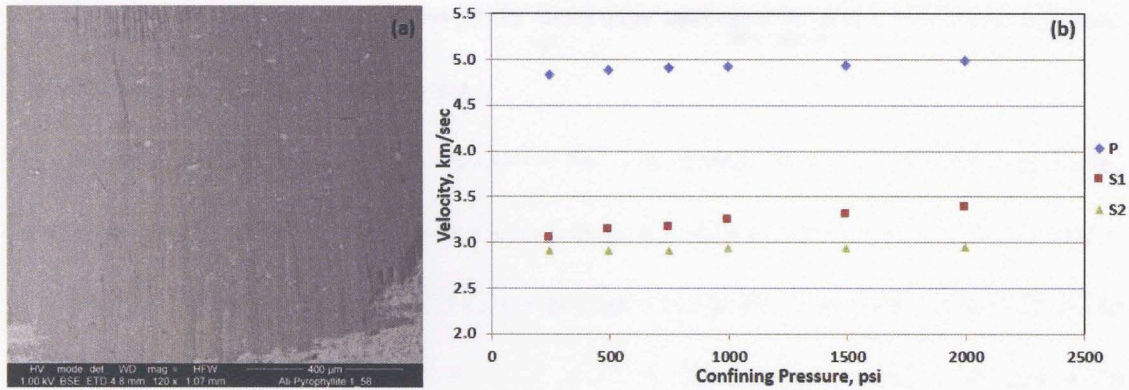 (a)
HV mode det WD mag HFW
400 µm
1.00 kV BSE ETD 4.8 mm 120 x 1.07 mm
Ali-Pyrophyllite 1_58
(b)
5.5
5.0
4.5
4.0
3.5
3.0
2.5
2.0
Velocity, km/sec
0 500 1000 1500 2000 2500
Confining Pressure, psi
P
S1
S2